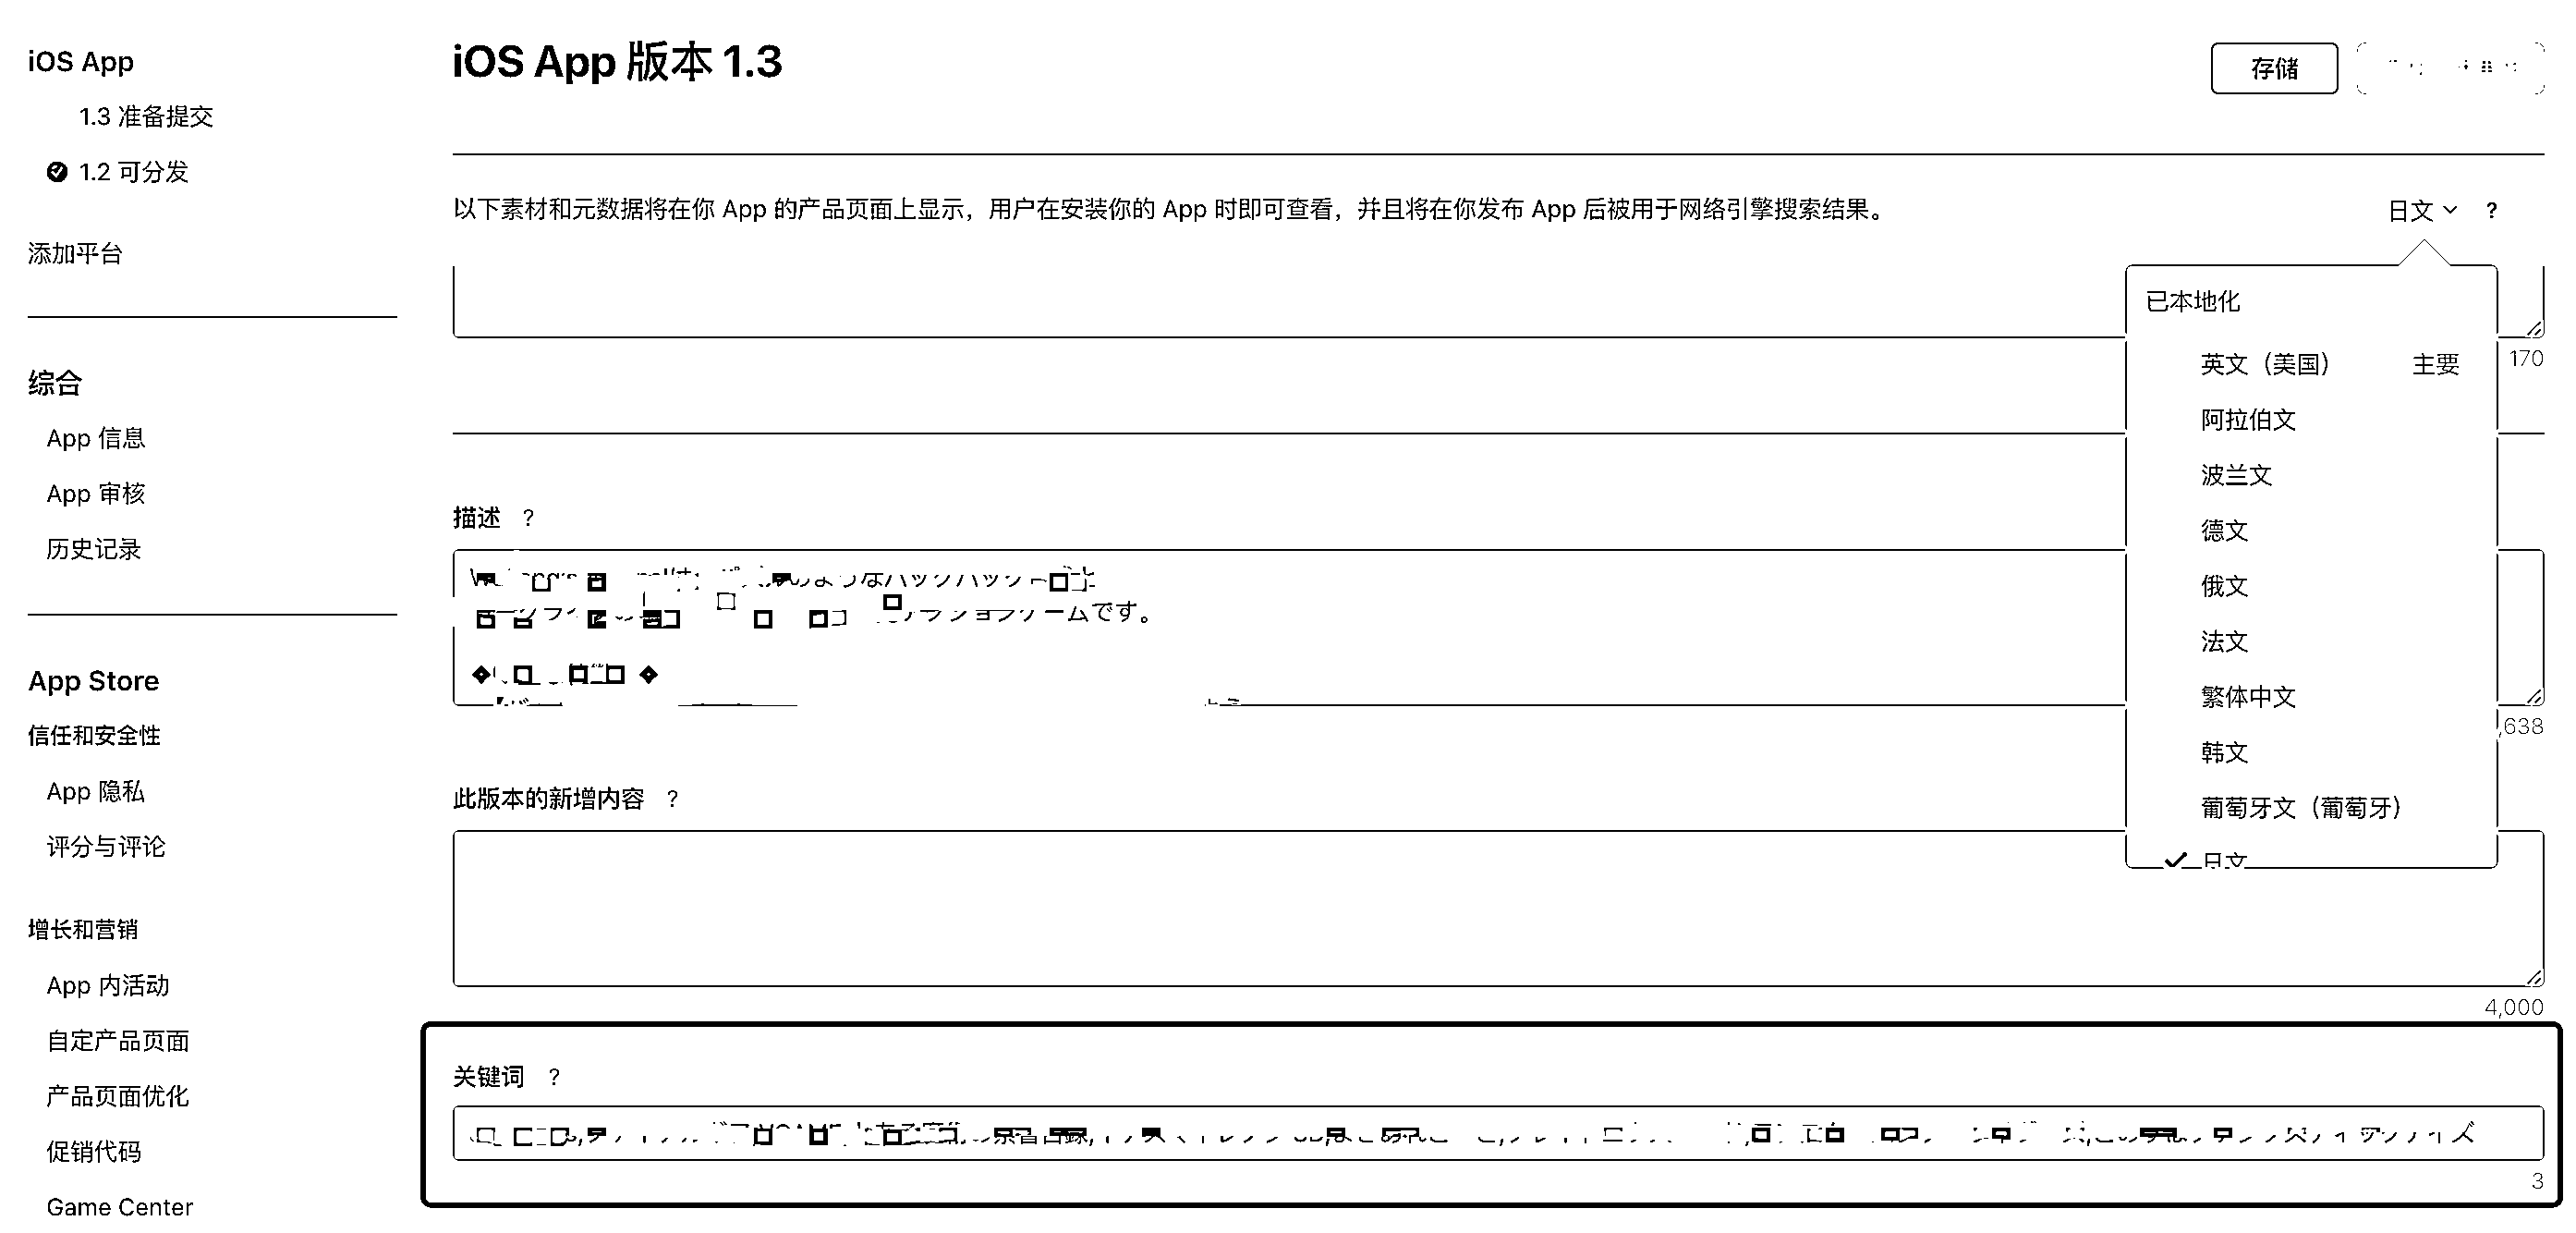 iOS App
1.3 准备提交
1.2 可分发
添加平台
综合
App 信息
App 审核
历史记录
App Store
信任和安全性
App 隐私
评分与评论
增长和营销
App 内活动
自定产品页面
产品页面优化
促销代码
Game Center
iOS App 版本 1.3
存储
以下素材和元数据将在你 App 的产品页面上显示，用户在安装你的 App 时即可查看，并且将在你发布 App 后被用于网络引擎搜索结果。
日文 ?
已本地化
英文（美国） 主要
阿拉伯文
波兰文
德文
俄文
法文
繁体中文
韩文
葡萄牙文（葡萄牙）
日文
170
描述 ?
のようなバックパック
ションゲームです。
,638
此版本的新增内容 ?
4,000
关键词 ?
3